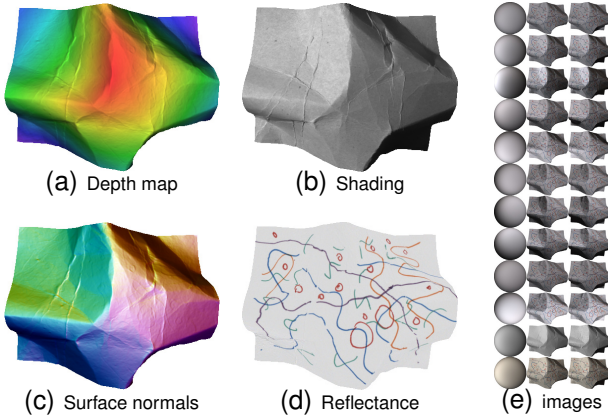 (a) Depth map
(b) Shading
(c) Surface normals
(d) Reflectance
(e) images